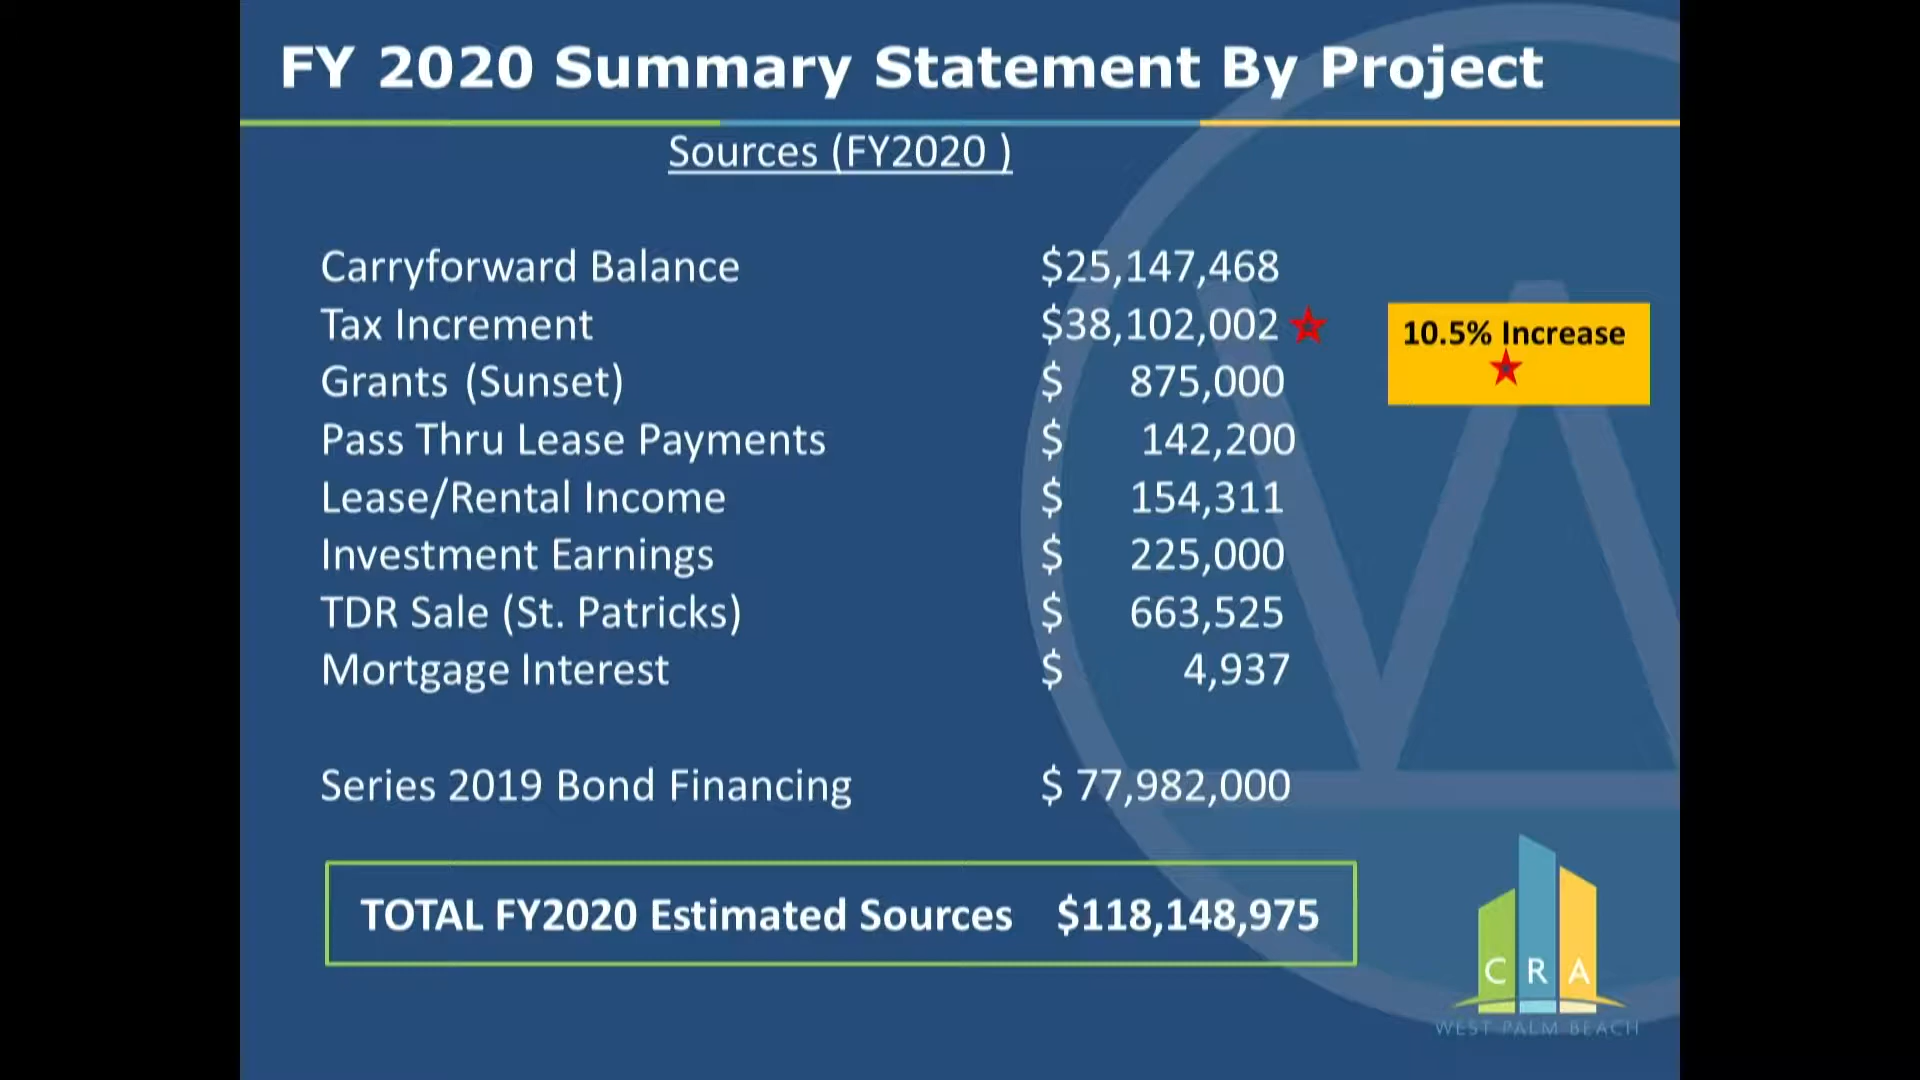 FY 2020 Summary Statement By Project
Sources (FY2020 )
Carryforward Balance $25,147,468
Tax Increment $38,102,002
10.5% Increase
Grants (Sunset) $ 875,000
Pass Thru Lease Payments $ 142,200
Lease/Rental Income $ 154,311
Investment Earnings $ 225,000
TDR Sale (St. Patricks) $ 663,525
Mortgage Interest $ 4,937
Series 2019 Bond Financing $ 77,982,000
TOTAL FY2020 Estimated Sources $118,148,975
C R A
WEST PALM BEACH